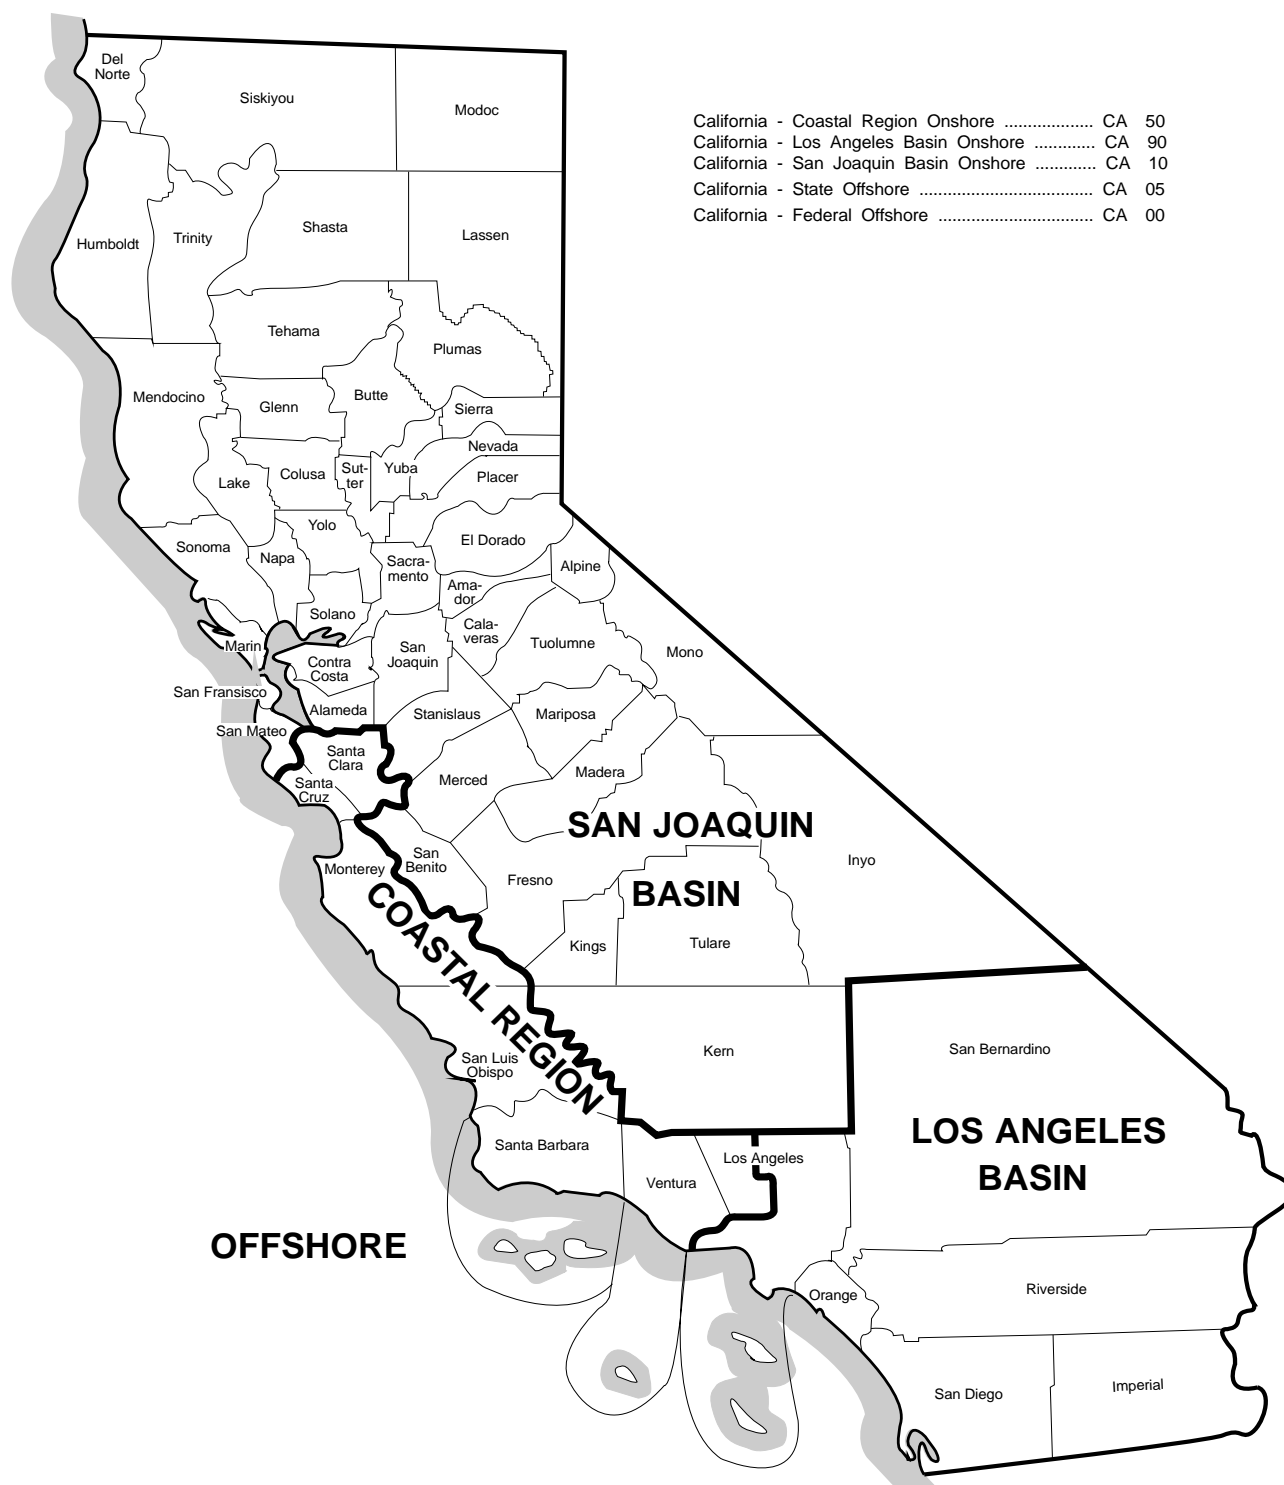 Del
Norte
Siskiyou
Modoc
California - Coastal Region Onshore ................... CA 50
California - Los Angeles Basin Onshore ............. CA 90
California - San Joaquin Basin Onshore ............. CA 10
California - State Offshore ..................................... CA 05
California - Federal Offshore ................................. CA 00
Humboldt
Trinity
Shasta
Lassen
Tehama
Plumas
Mendocino
Glenn
Butte
Sierra
Nevada
Lake
Colusa
Sut-
ter
Yuba
Placer
Yolo
Sonoma
Napa
Sacra-
mento
El Dorado
Alpine
Ama-
dor
Solano
Cala-
veras
Marin
Contra
Costa
San
Joaquin
Tuolumne
Mono
San Fransisco
Alameda
Stanislaus
Mariposa
San Mateo
Santa
Clara
Santa
Cruz
Merced
Madera
SAN JOAQUIN
BASIN
Monterey
San
Benito
Fresno
Inyo
Kings
Tulare
COASTAL REGION
San Luis
Obispo
Kern
San Bernardino
LOS ANGELES
BASIN
Santa Barbara
Ventura
Los Angeles
OFFSHORE
Orange
Riverside
San Diego
Imperial